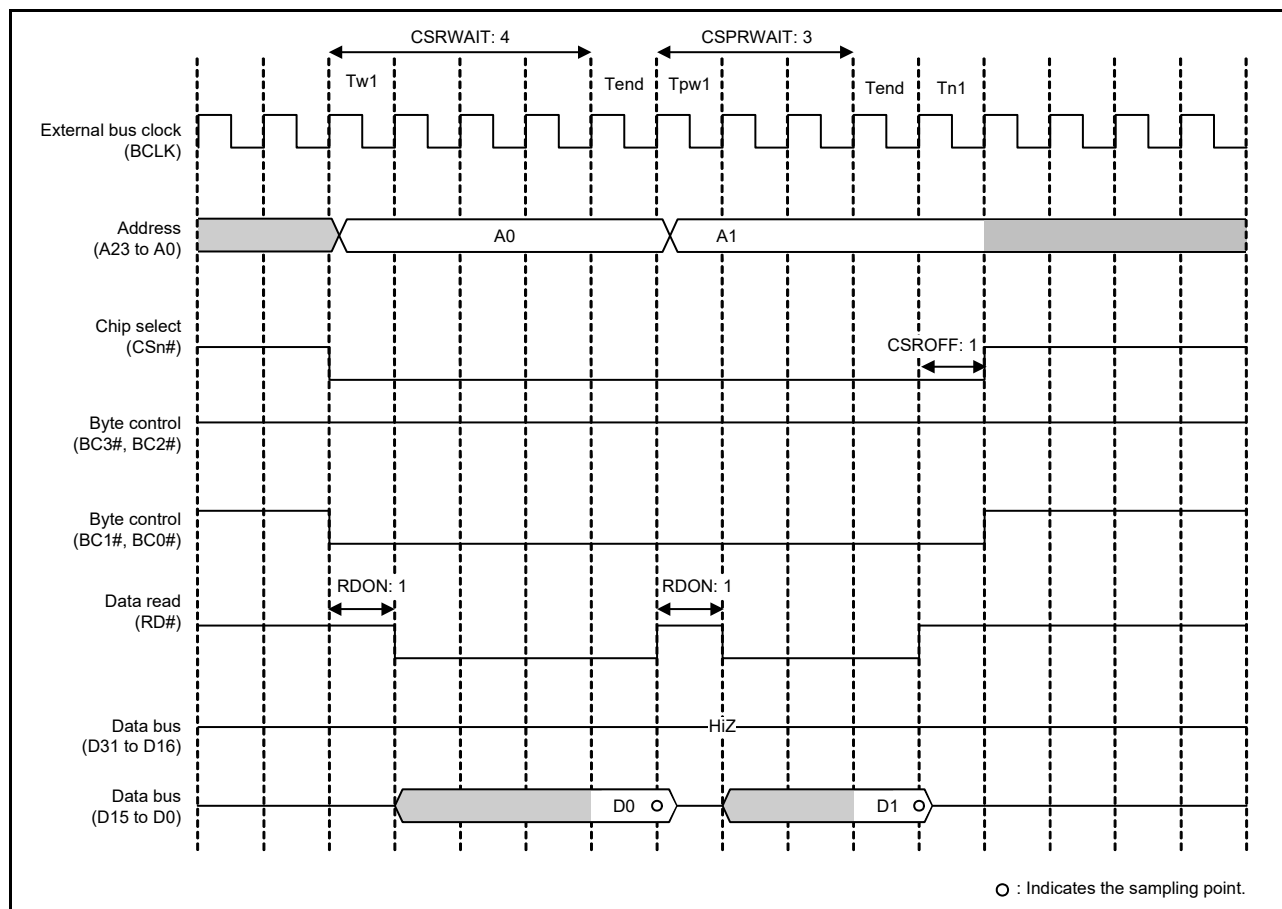 CSRWAIT: 4
CSPRWAIT: 3
Tw1
Tend
Tpw1
Tend
Tn1
External bus clock
(BCLK)
Address
(A23 to A0)
A0
A1
Chip select
(CSn#)
CSROFF: 1
Byte control
(BC3#, BC2#)
Byte control
(BC1#, BC0#)
RDON: 1
RDON: 1
Data read
(RD#)
Data bus
(D31 to D16)
HiZ
Data bus
(D15 to D0)
D0
D1
: Indicates the sampling point.